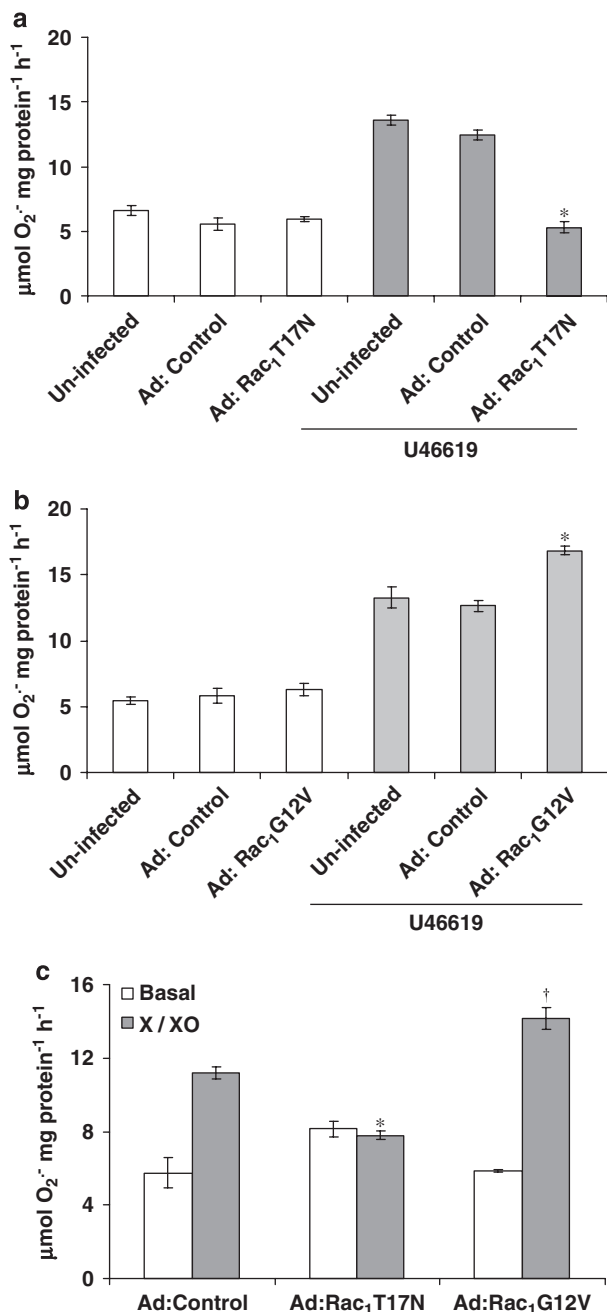 a
μmol O₂·⁻ mg protein⁻¹ h⁻¹
20
15
10
5
0
*
Un-infected
Ad: Control
Ad: Rac₁T17N
Un-infected
Ad: Control
Ad: Rac₁T17N
U46619
b
μmol O₂·⁻ mg protein⁻¹ h⁻¹
20
15
10
5
0
*
Un-infected
Ad: Control
Ad: Rac₁G12V
Un-infected
Ad: Control
Ad: Rac₁G12V
U46619
c
μmol O₂·⁻ mg protein⁻¹ h⁻¹
16
12
8
4
0
Basal
X / XO
*
†
Ad:Control
Ad:Rac₁T17N
Ad:Rac₁G12V